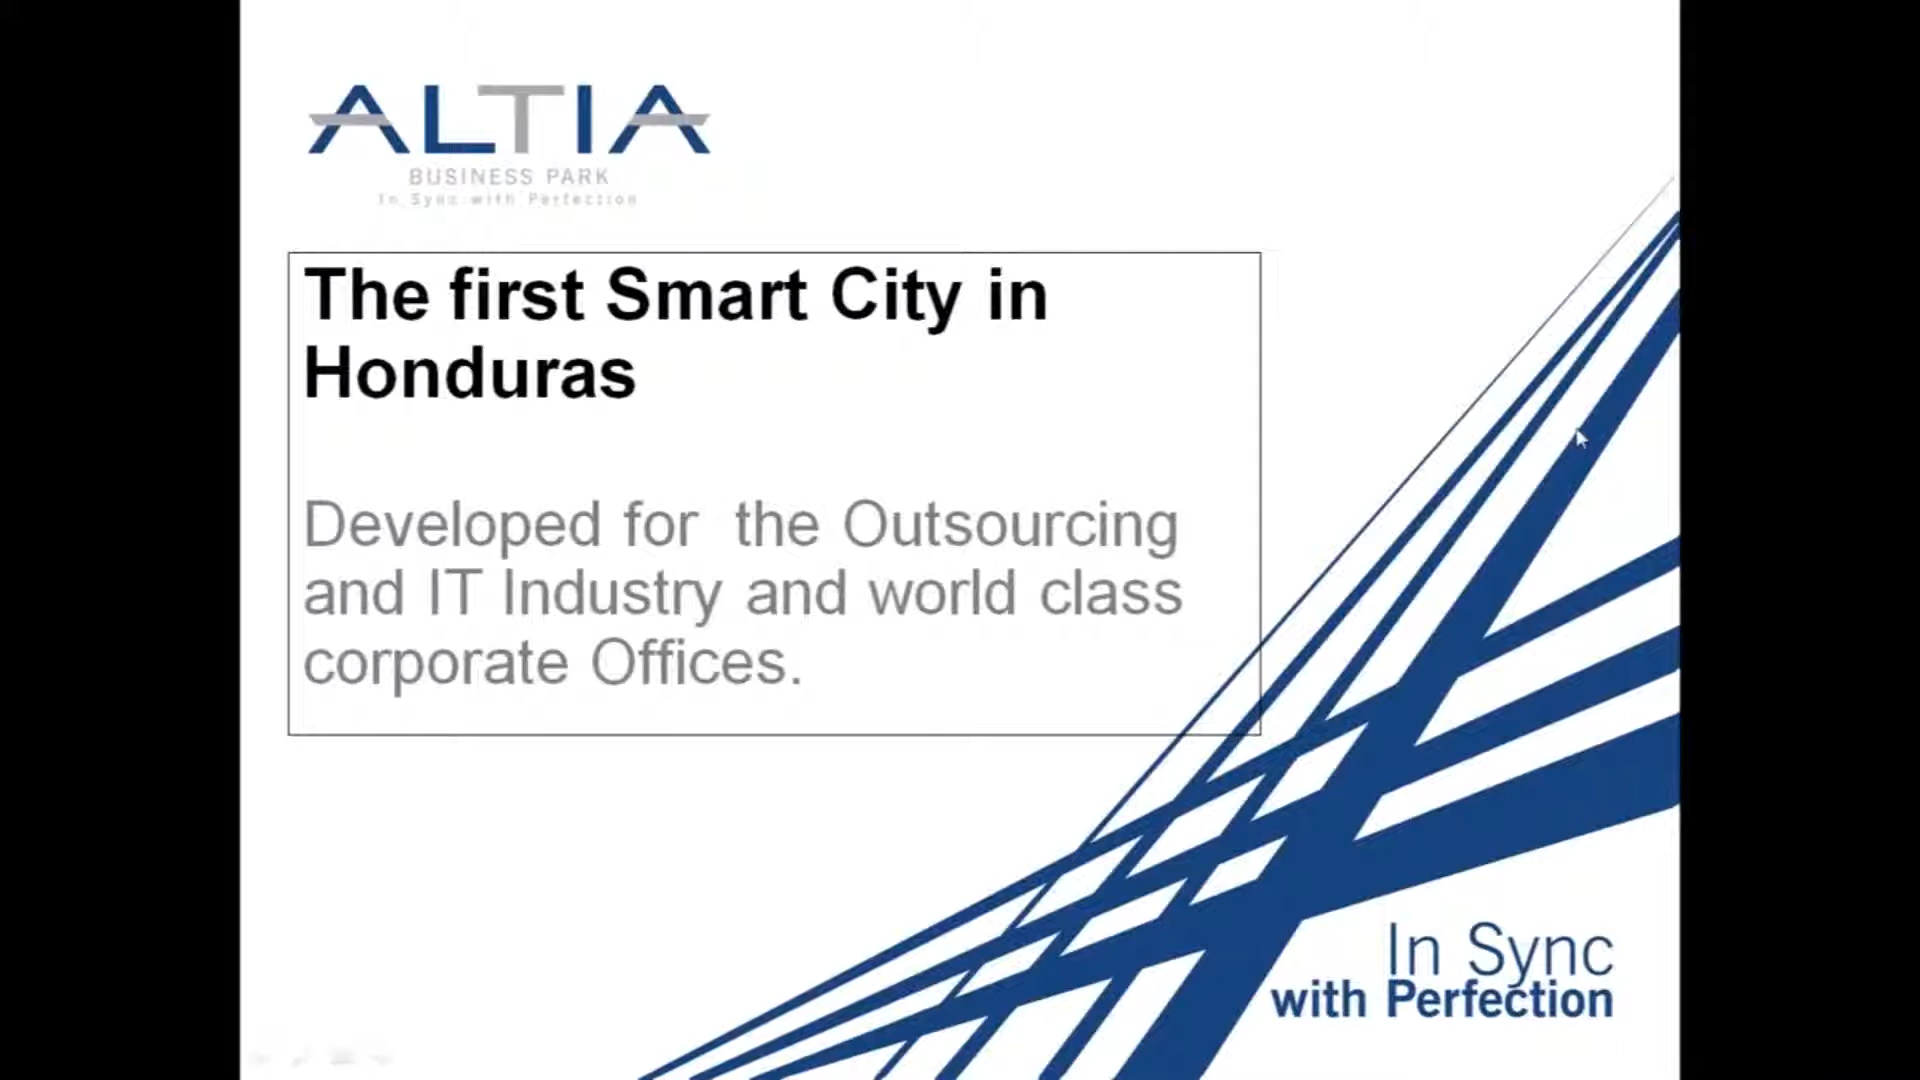 ALTIA
BUSINESS PARK
In Sync with Perfection
The first Smart City in
Honduras
Developed for the Outsourcing
and IT Industry and world class
corporate Offices.
In Sync
with Perfection